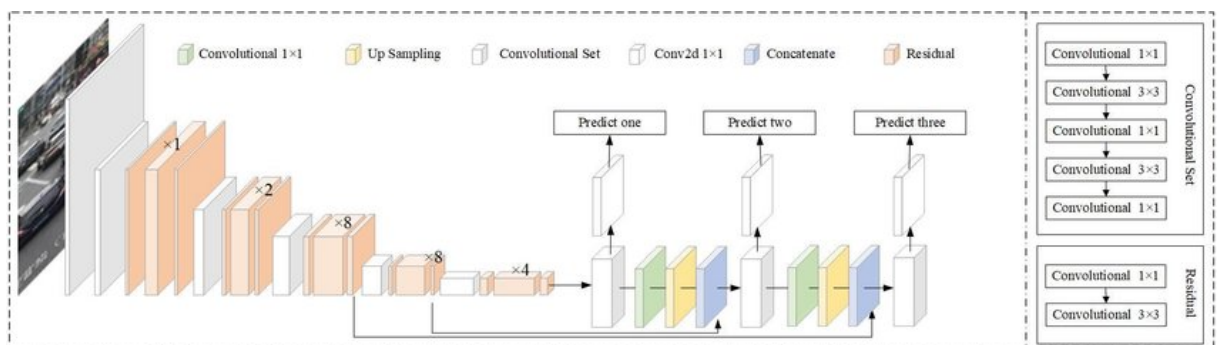 Convolutional 1×1
Up Sampling
Convolutional Set
Conv2d 1×1
Concatenate
Residual
×1
×2
×8
×8
×4
Predict one
Predict two
Predict three
Convolutional 1×1
Convolutional 3×3
Convolutional 1×1
Convolutional 3×3
Convolutional 1×1
Convolutional Set
Convolutional 1×1
Convolutional 3×3
Residual